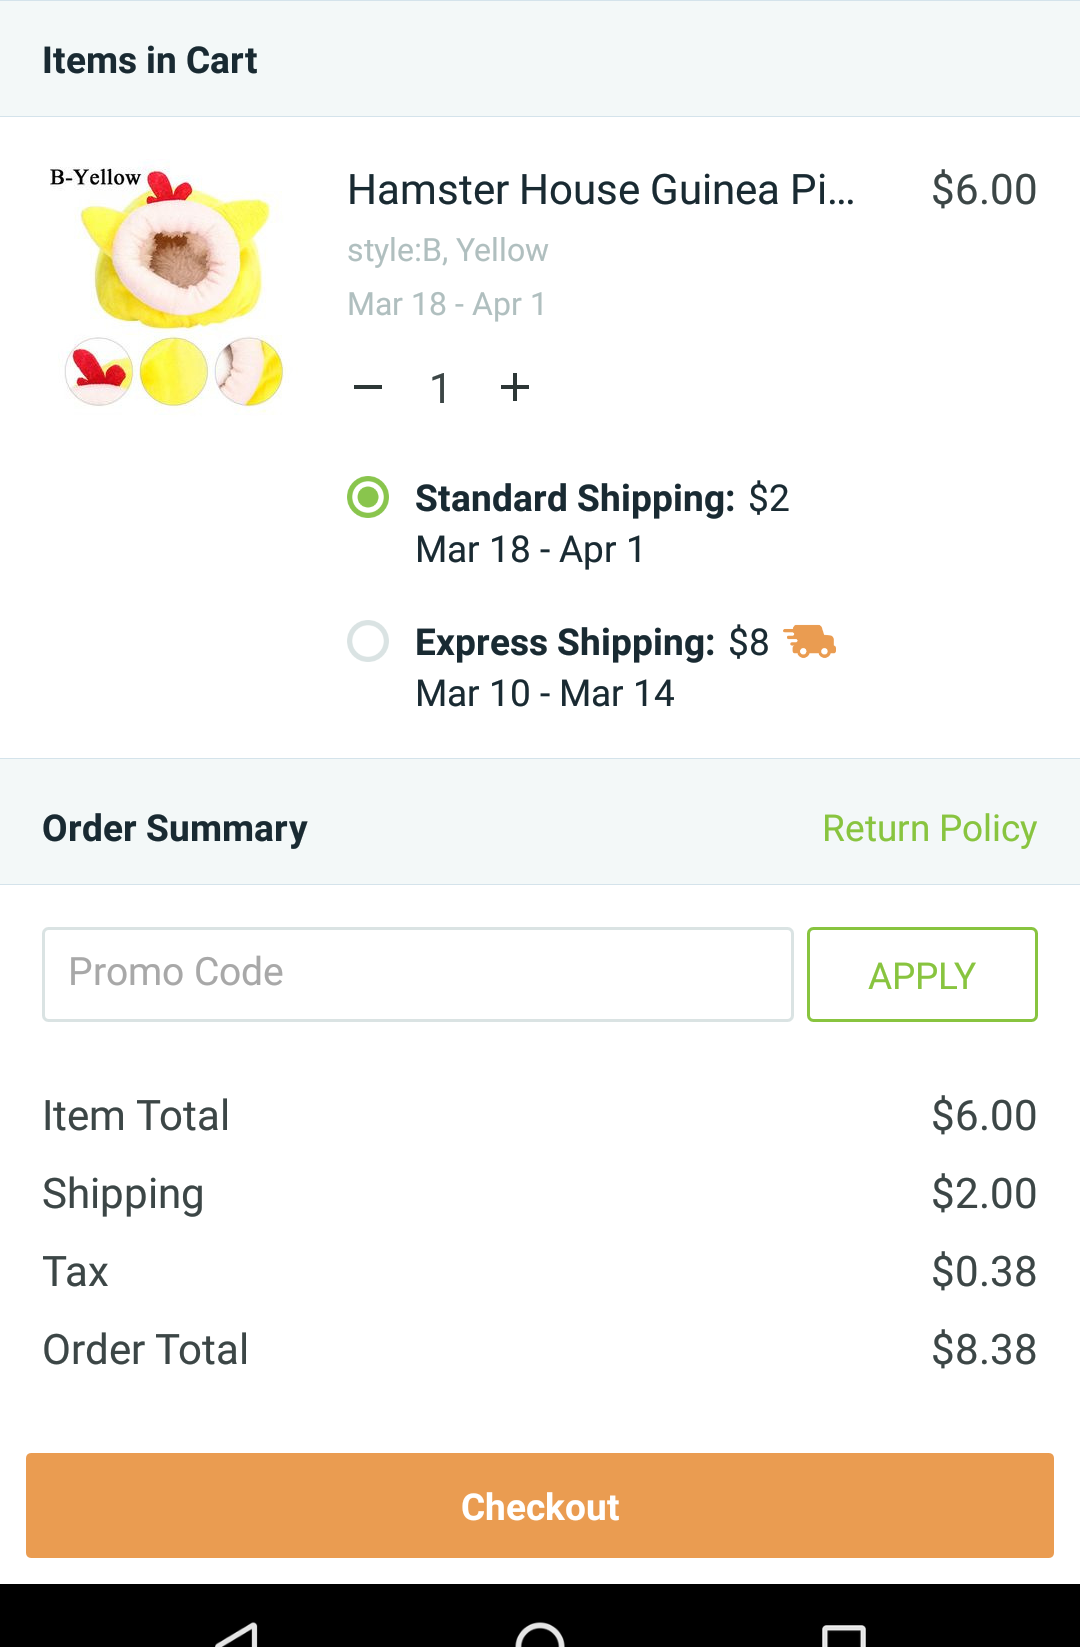 Items in Cart
B-Yellow
Hamster House Guinea Pi... $6.00
style:B, Yellow
Mar 18 - Apr 1
− 1 +
Standard Shipping: $2
Mar 18 - Apr 1
Express Shipping: $8
Mar 10 - Mar 14
Order Summary Return Policy
Promo Code APPLY
Item Total $6.00
Shipping $2.00
Tax $0.38
Order Total $8.38
Checkout